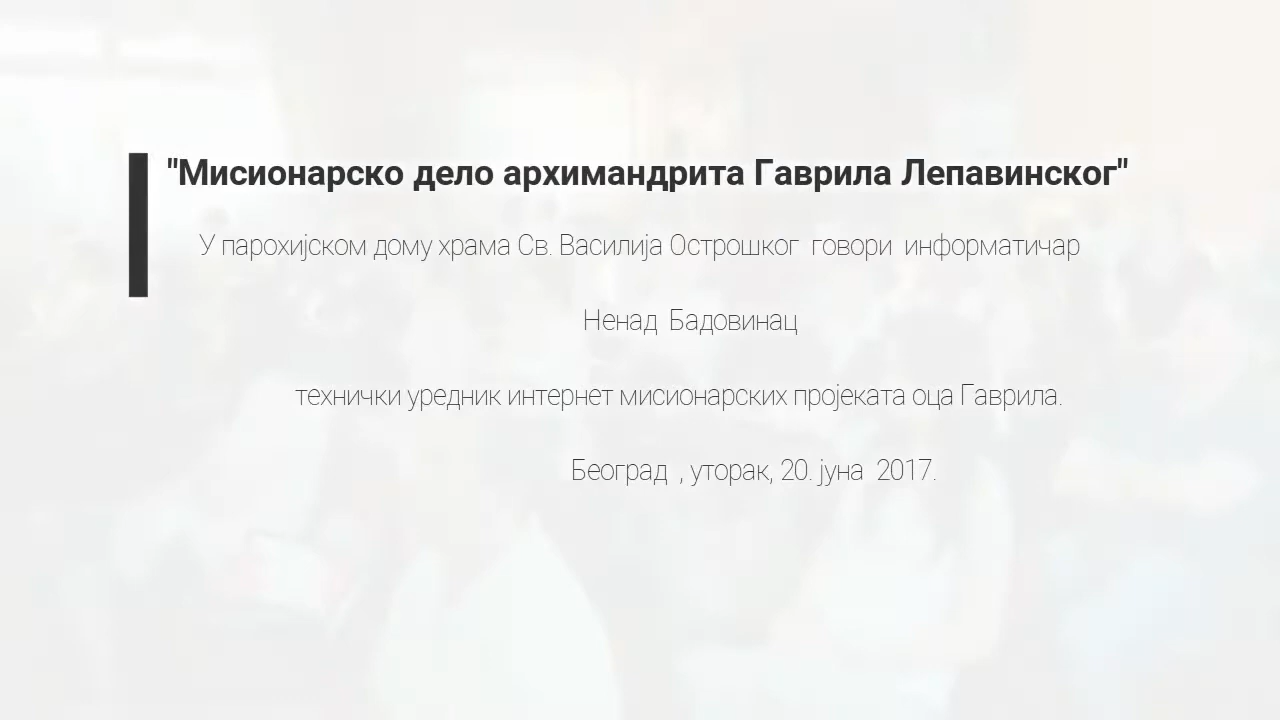 "Мисионарско дело архимандрита Гаврила Лепавинског"
У парохијском дому храма Св. Василија Острошког говори информатичар
Ненад Бадовинац
технички уредник интернет мисионарских пројеката оца Гаврила.
Београд , уторак, 20. јуна 2017.